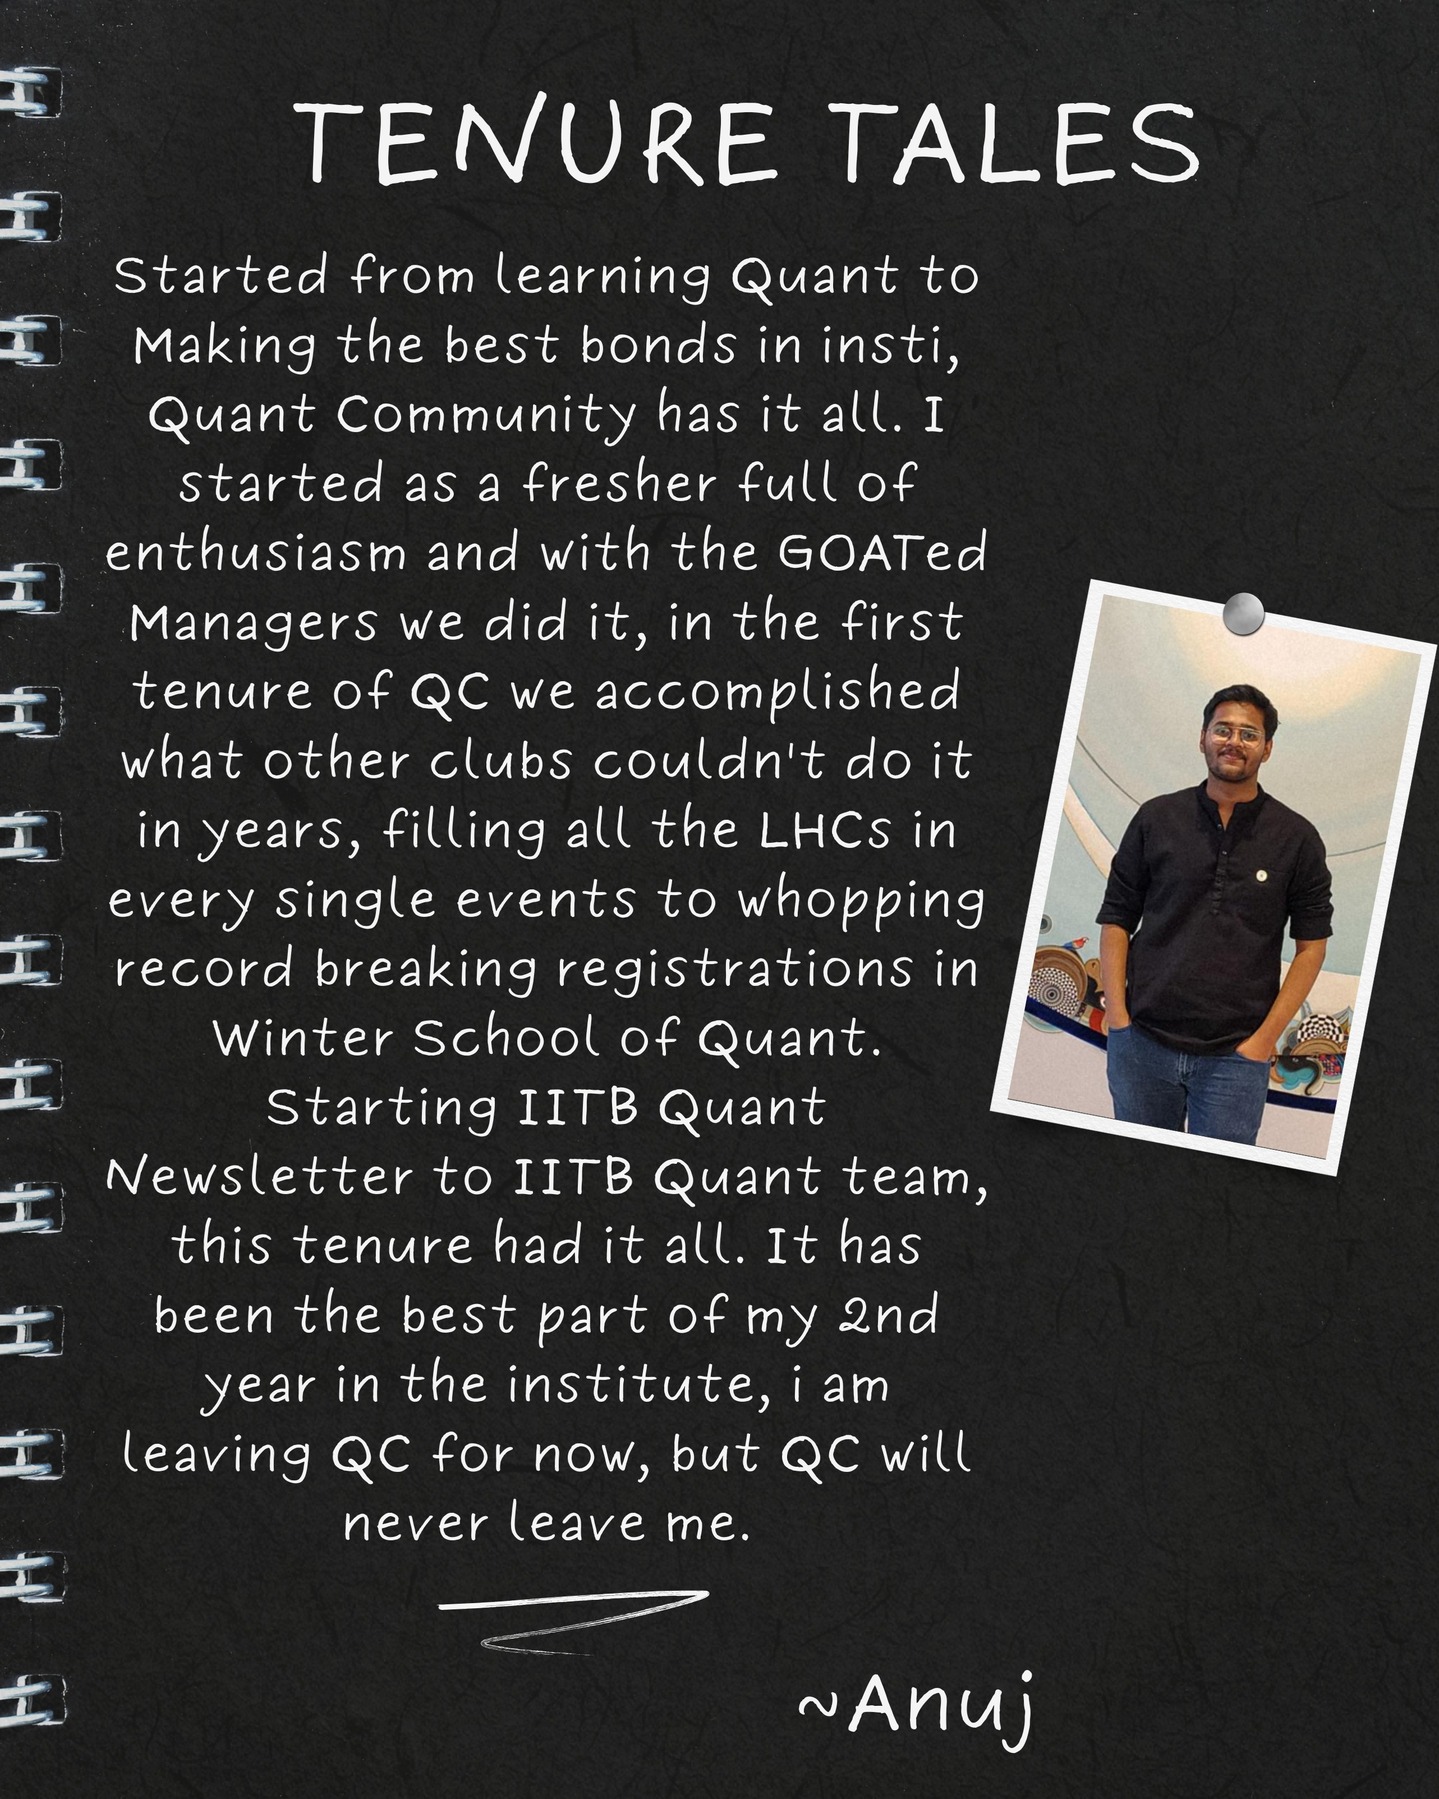 TENURE TALES
Started from learning Quant to
Making the best bonds in insti,
Quant Community has it all. I
started as a fresher full of
enthusiasm and with the GOATed
Managers we did it, in the first
tenure of QC we accomplished
what other clubs couldn't do it
in years, filling all the LHCs in
every single events to whopping
record breaking registrations in
Winter School of Quant.
Starting IITB Quant
Newsletter to IITB Quant team,
this tenure had it all. It has
been the best part of my 2nd
year in the institute, i am
leaving QC for now, but QC will
never leave me.
~Anuj